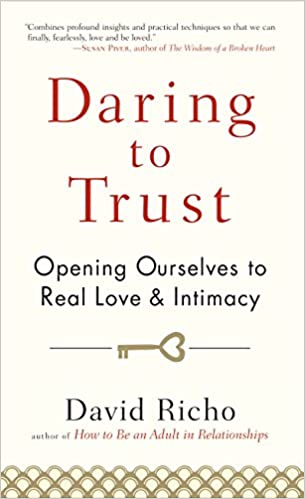 "Combines profound insights and practical techniques so that we can
finally, fearlessly, love and be loved."
—Susan Piver, author of The Wisdom of a Broken Heart
Daring
to
Trust
Opening Ourselves to
Real Love & Intimacy
David Richo
author of How to Be an Adult in Relationships